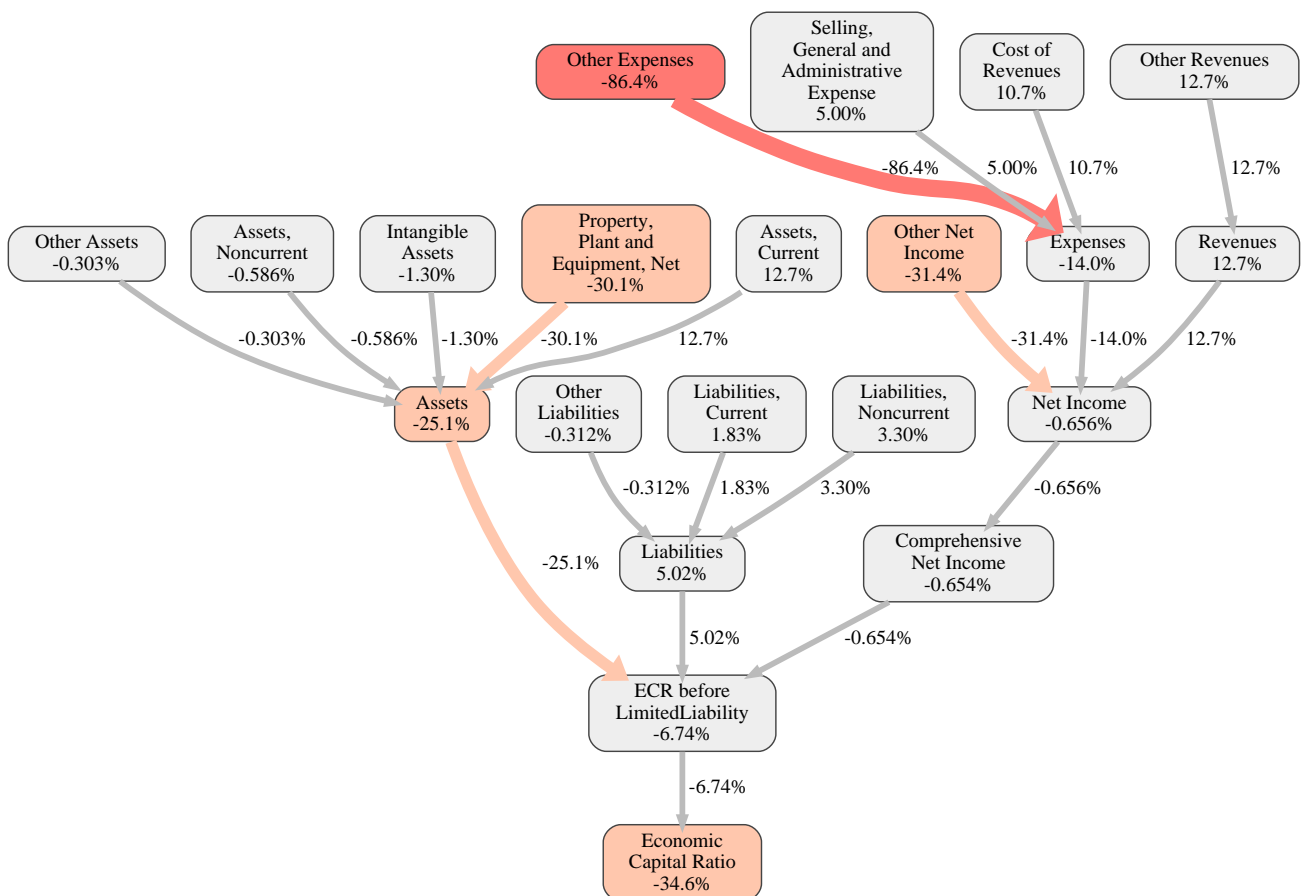 Other Expenses
-86.4%
Selling,
General and
Administrative
Expense
5.00%
Cost of
Revenues
10.7%
Other Revenues
12.7%
-86.4%
5.00%
10.7%
12.7%
Other Assets
-0.303%
Assets,
Noncurrent
-0.586%
Intangible
Assets
-1.30%
Property,
Plant and
Equipment, Net
-30.1%
Assets,
Current
12.7%
Other Net
Income
-31.4%
Expenses
-14.0%
Revenues
12.7%
-0.303%
-0.586%
-1.30%
-30.1%
12.7%
-31.4%
-14.0%
12.7%
Assets
-25.1%
Other
Liabilities
-0.312%
Liabilities,
Current
1.83%
Liabilities,
Noncurrent
3.30%
Net Income
-0.656%
-0.312%
1.83%
3.30%
-0.656%
-25.1%
Liabilities
5.02%
Comprehensive
Net Income
-0.654%
5.02%
-0.654%
ECR before
LimitedLiability
-6.74%
-6.74%
Economic
Capital Ratio
-34.6%